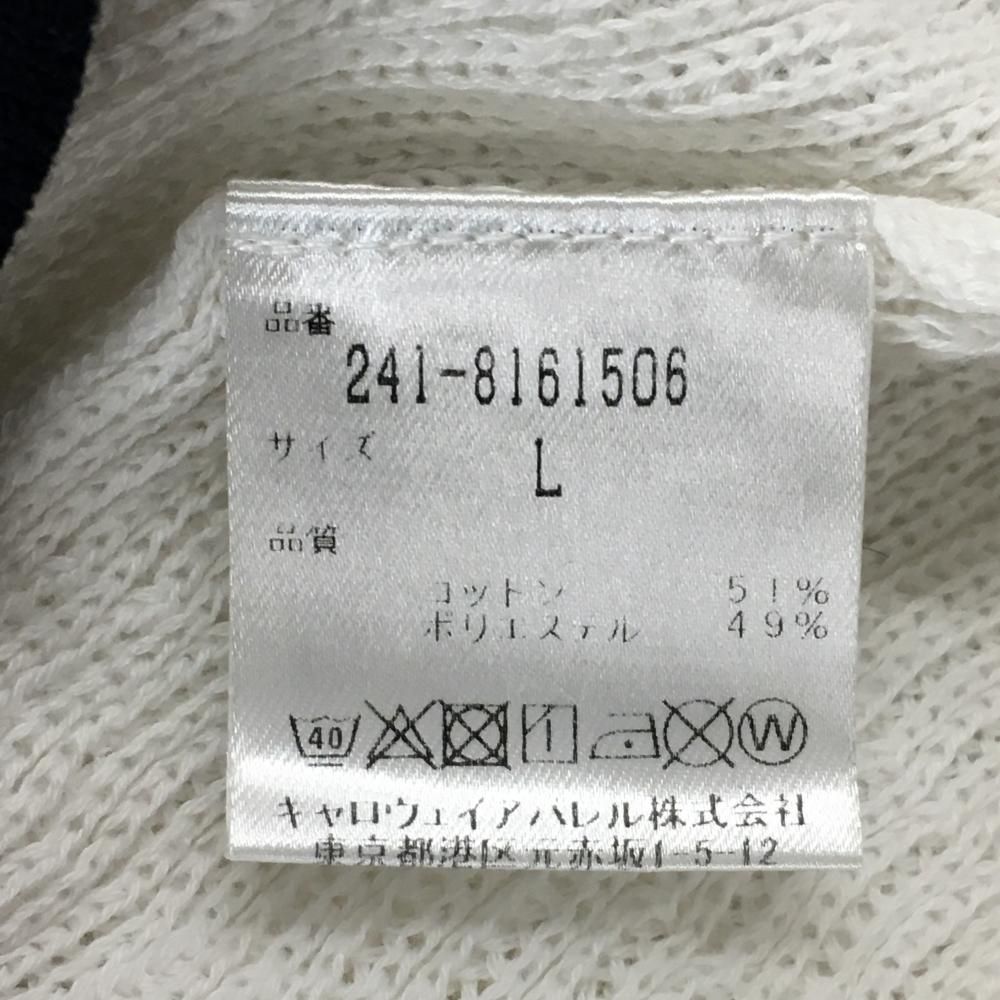 品番
241-8161506
サイズ L
品質
コットン 51%
ポリエステル 49%
40 W
キャロウェイアパレル株式会社
東京都港区元赤坂1-5-12